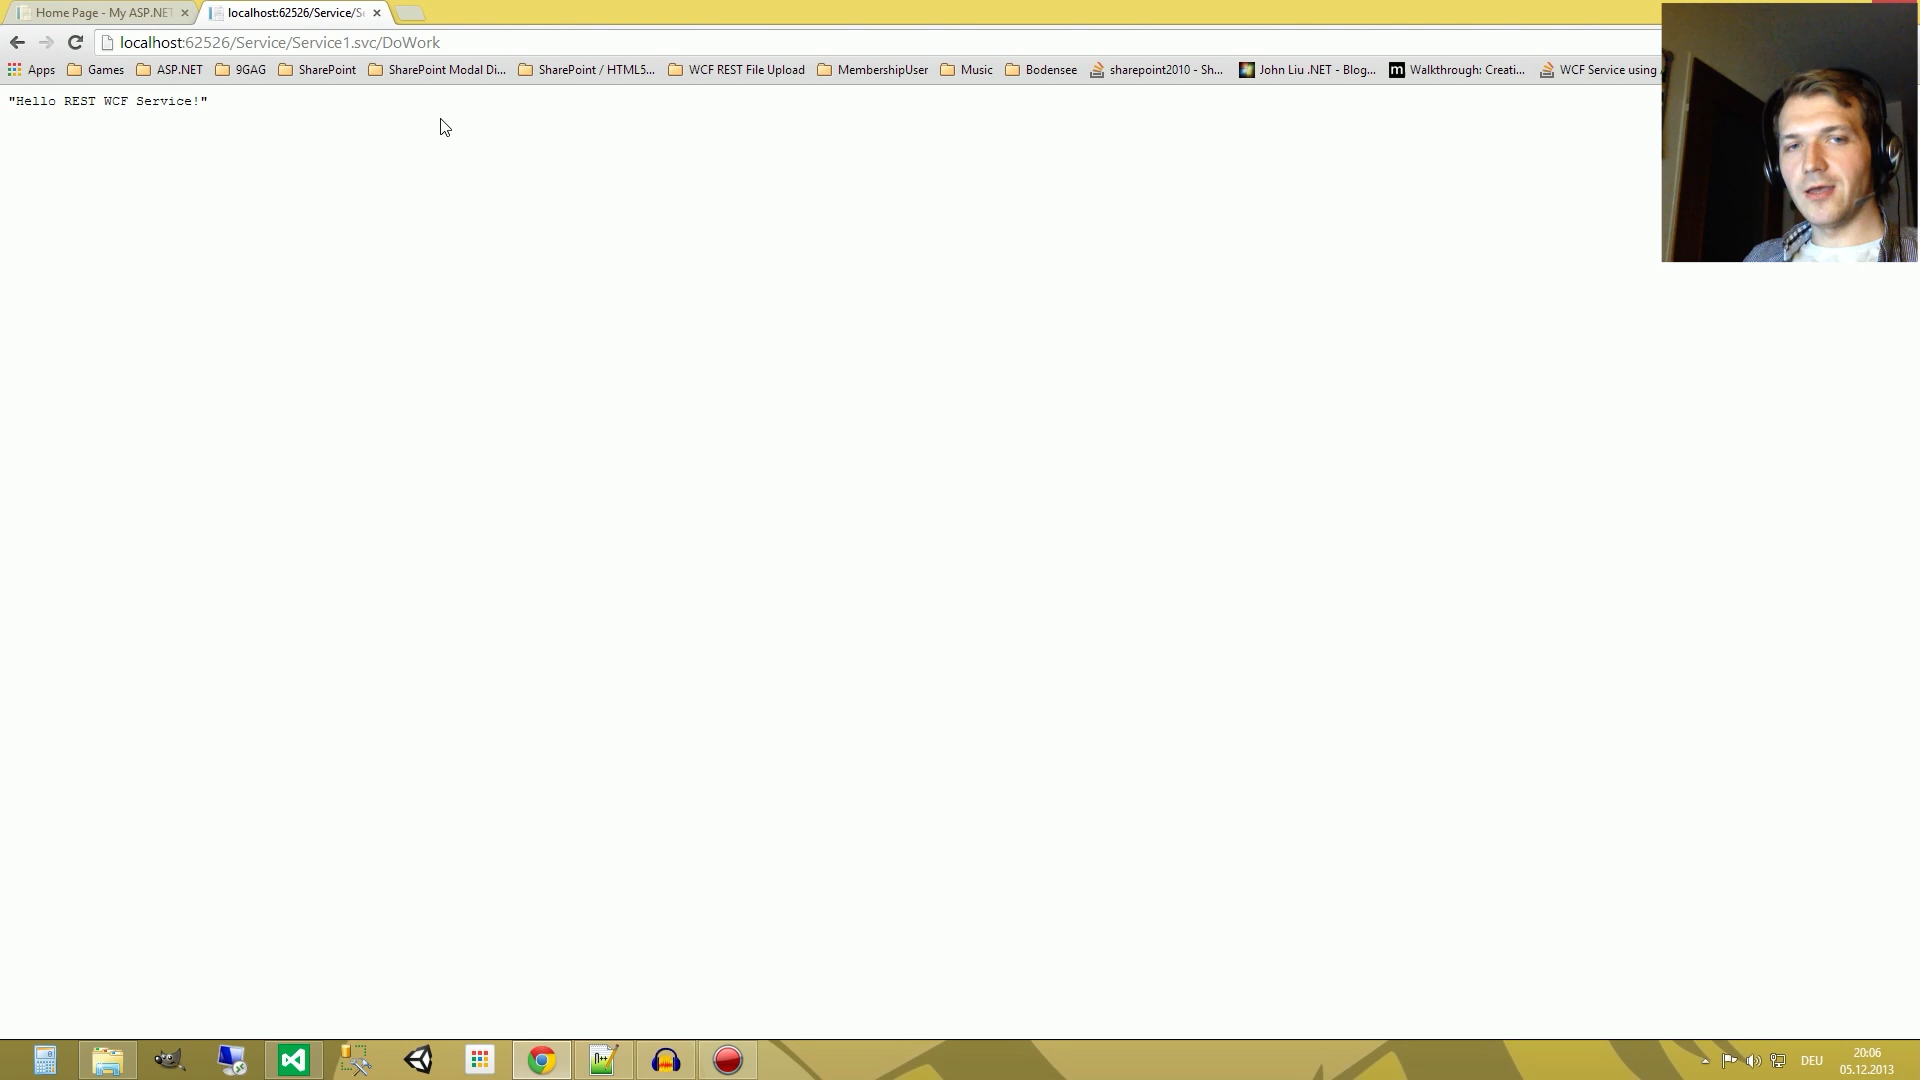 Home Page - My ASP.NET
localhost:62526/Service/S
localhost:62526/Service/Service1.svc/DoWork
Apps Games ASP.NET 9GAG SharePoint SharePoint Modal Di... SharePoint / HTML5... WCF REST File Upload MembershipUser Music Bodensee sharepoint2010 - Sh... John Liu .NET - Blog... m Walkthrough: Creati... WCF Service using
"Hello REST WCF Service!"
DEU
20:06
05.12.2013